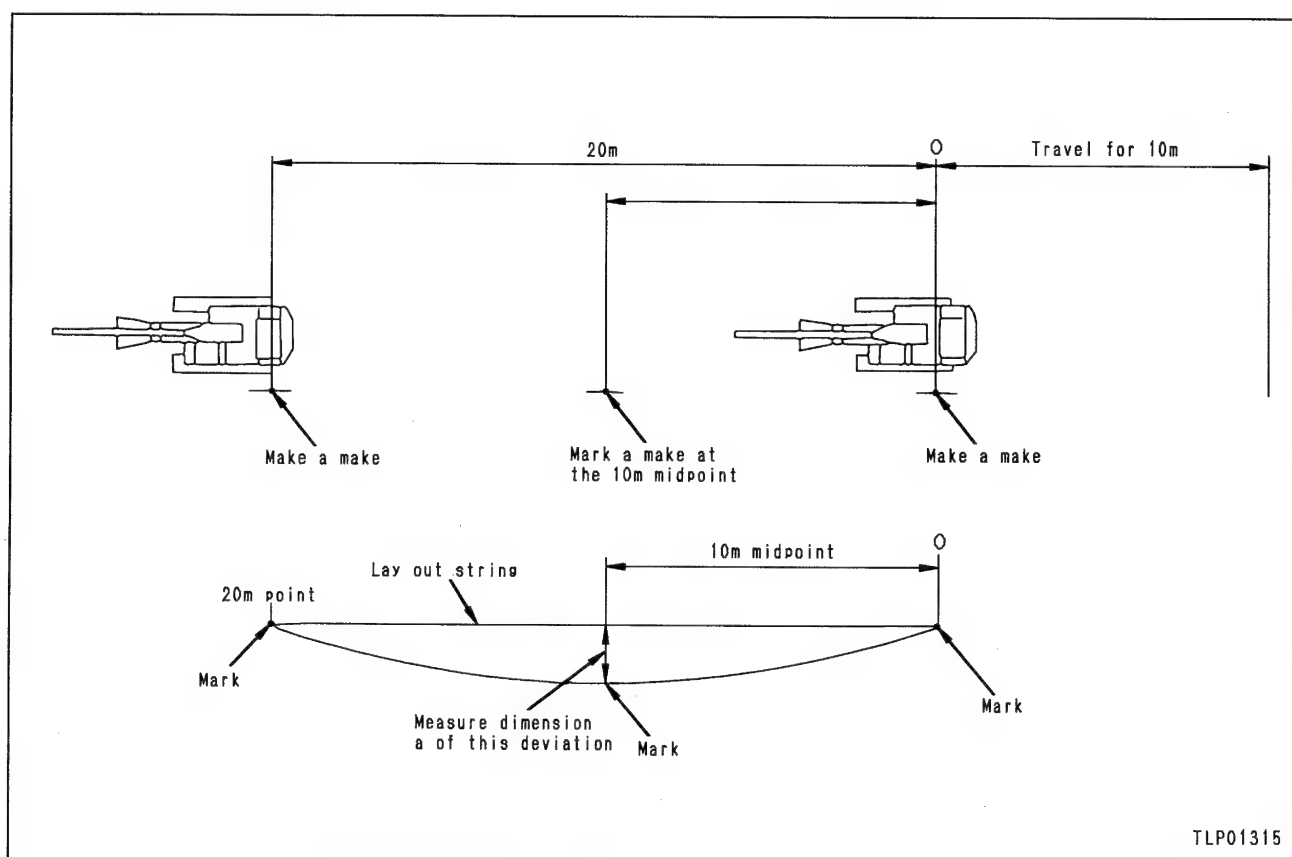 20m
O
Travel for 10m
Make a make
Mark a make at
the 10m midpoint
Make a make
10m midpoint
O
Lay out string
20m point
Mark
Measure dimension
a of this deviation
Mark
Mark
TLP01315